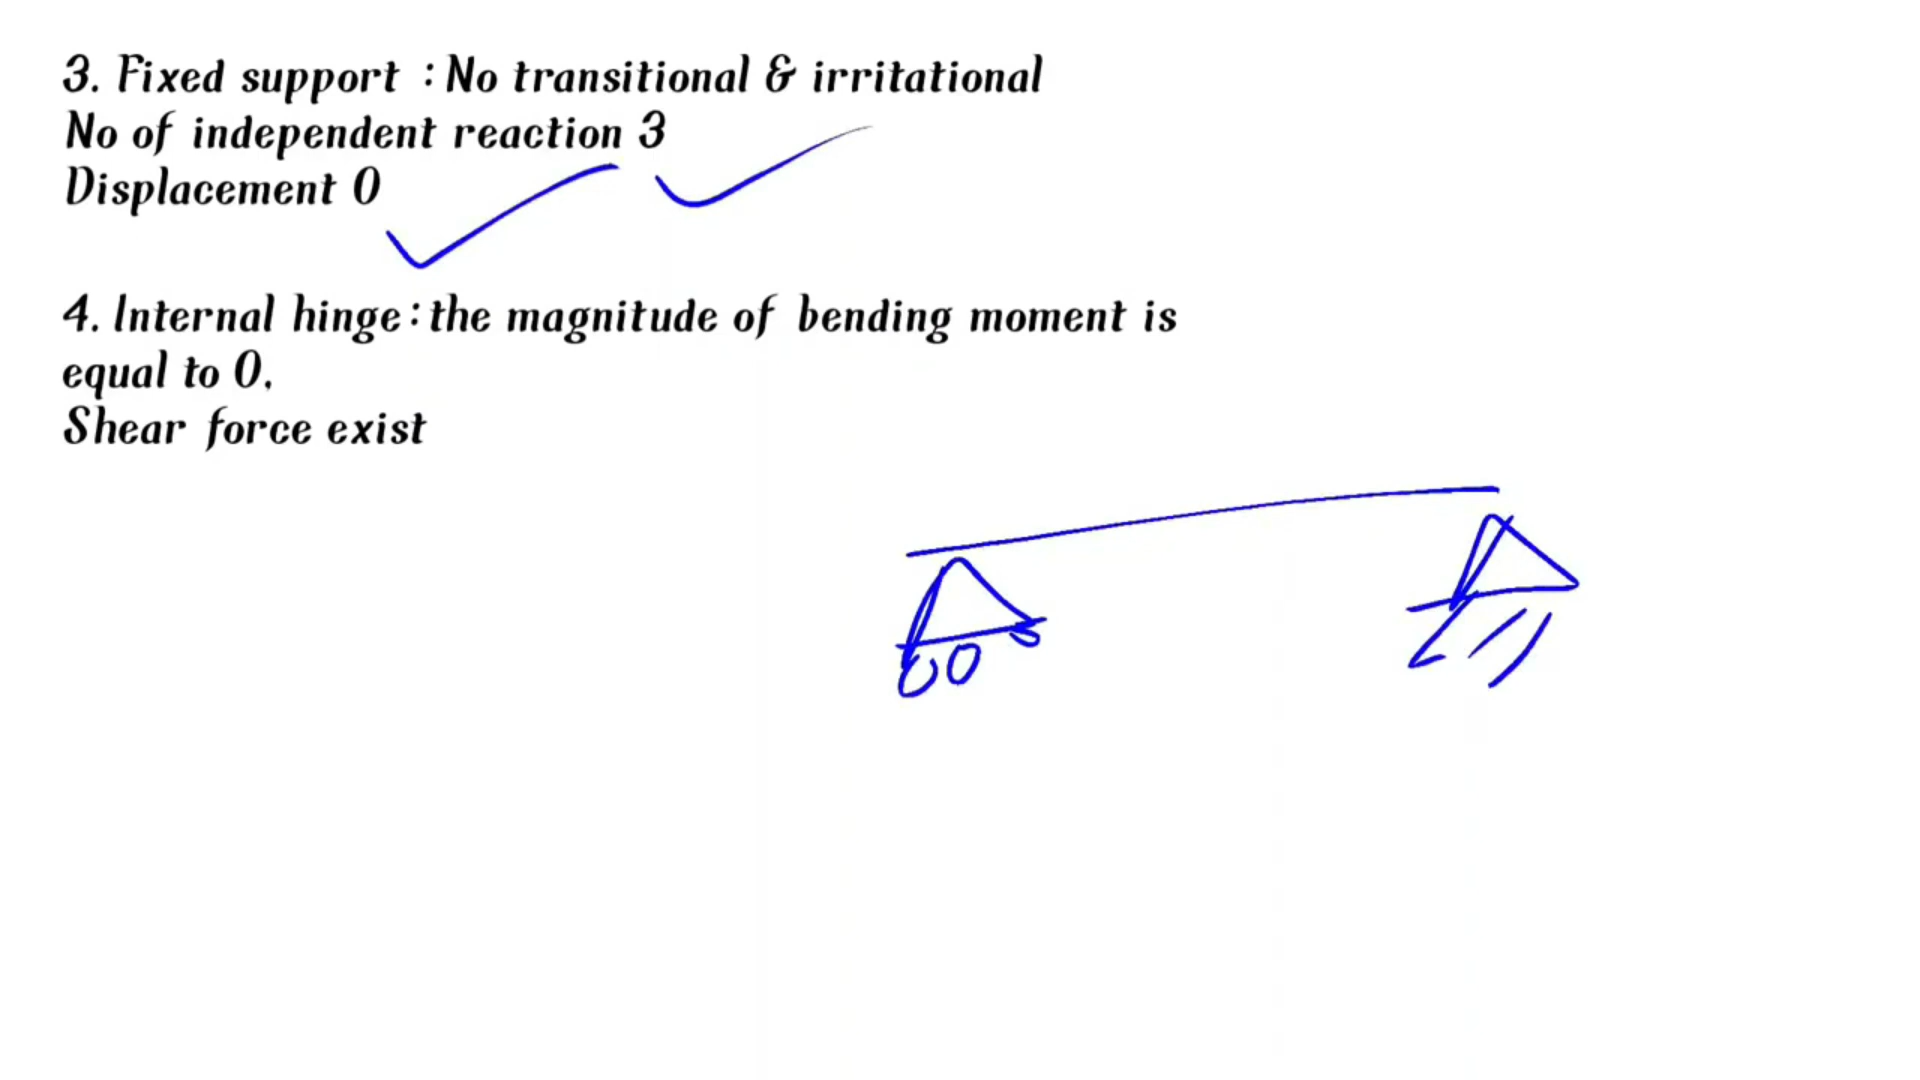 3. Fixed support : No transitional & irritational
No of independent reaction 3
Displacement 0
4. Internal hinge : the magnitude of bending moment is
equal to 0.
Shear force exist